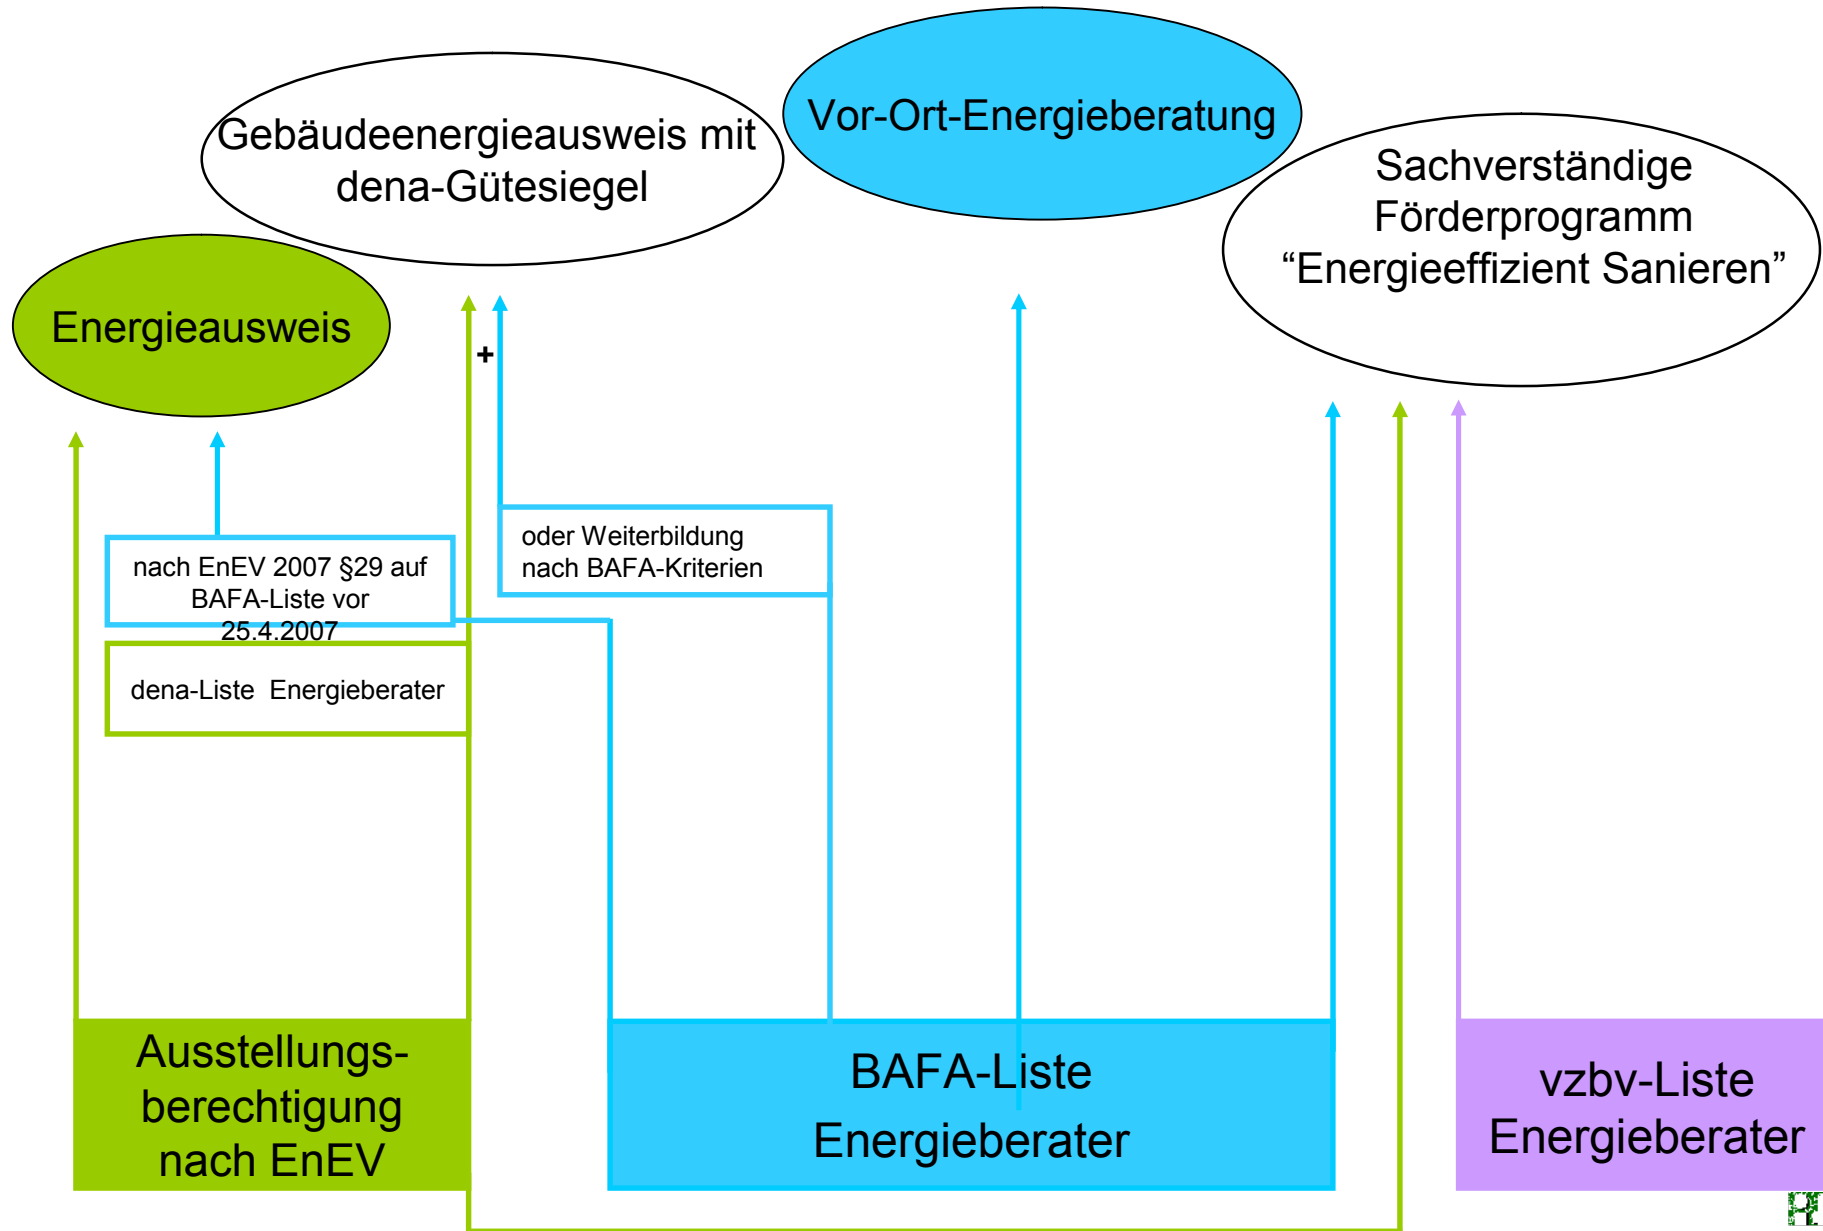 Vor-Ort-Energieberatung
Gebäudeenergieausweis mit
dena-Gütesiegel
Sachverständige
Förderprogramm
“Energieeffizient Sanieren”
Energieausweis
+
oder Weiterbildung
nach BAFA-Kriterien
nach EnEV 2007 §29 auf
BAFA-Liste vor
25.4.2007
dena-Liste Energieberater
Ausstellungs-
berechtigung
nach EnEV
BAFA-Liste
Energieberater
vzbv-Liste
Energieberater